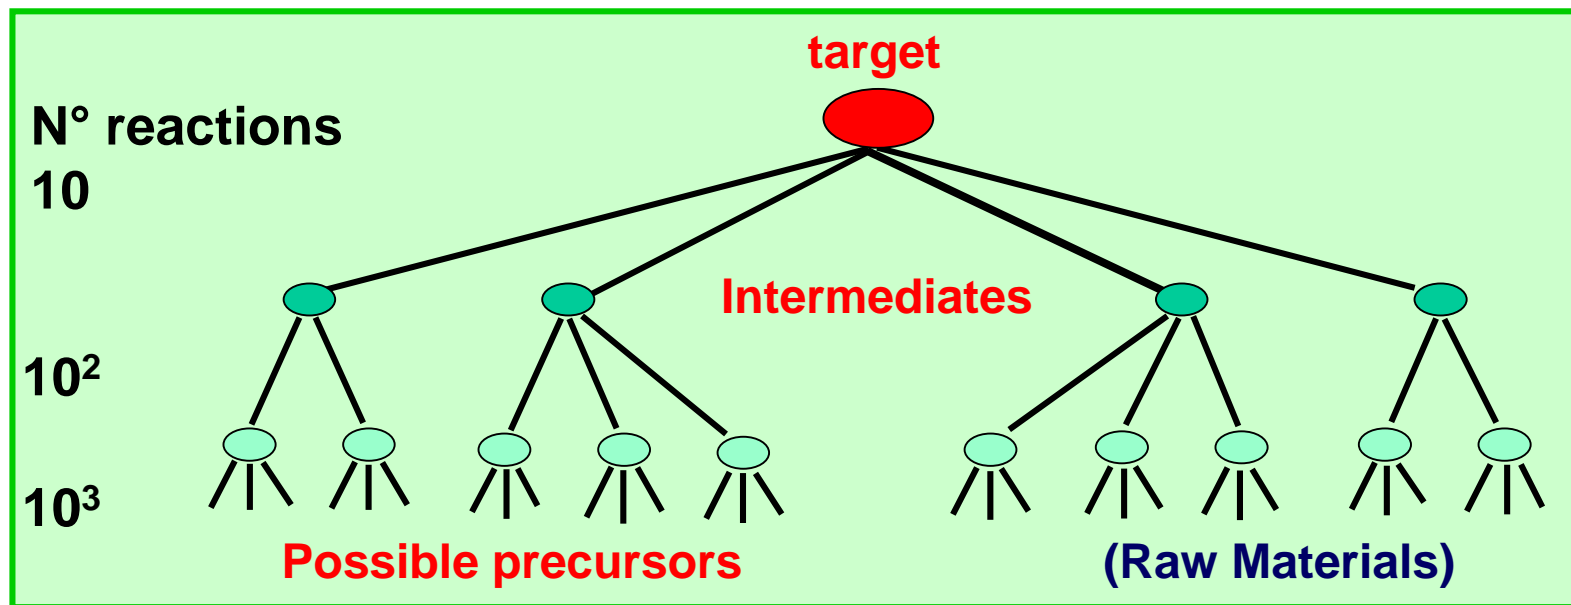 target
N° reactions
10
Intermediates
10²
10³
Possible precursors
(Raw Materials)